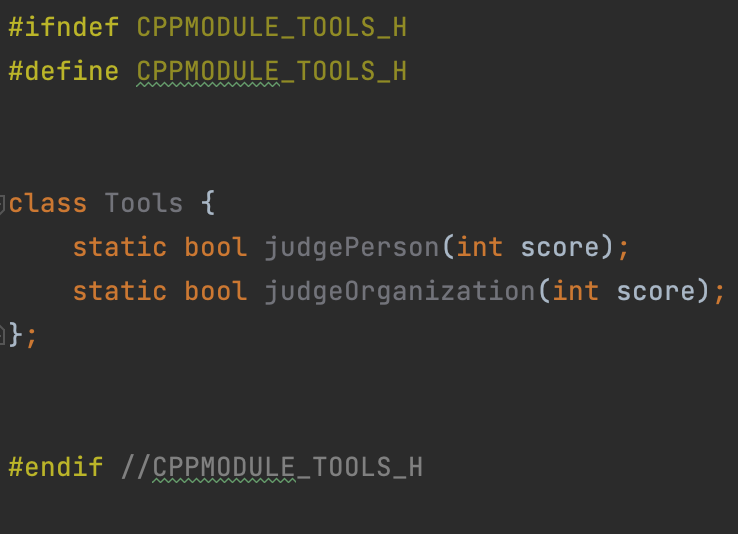 #ifndef CPPMODULE_TOOLS_H
#define CPPMODULE_TOOLS_H
class Tools {
    static bool judgePerson(int score);
    static bool judgeOrganization(int score);
};
#endif //CPPMODULE_TOOLS_H